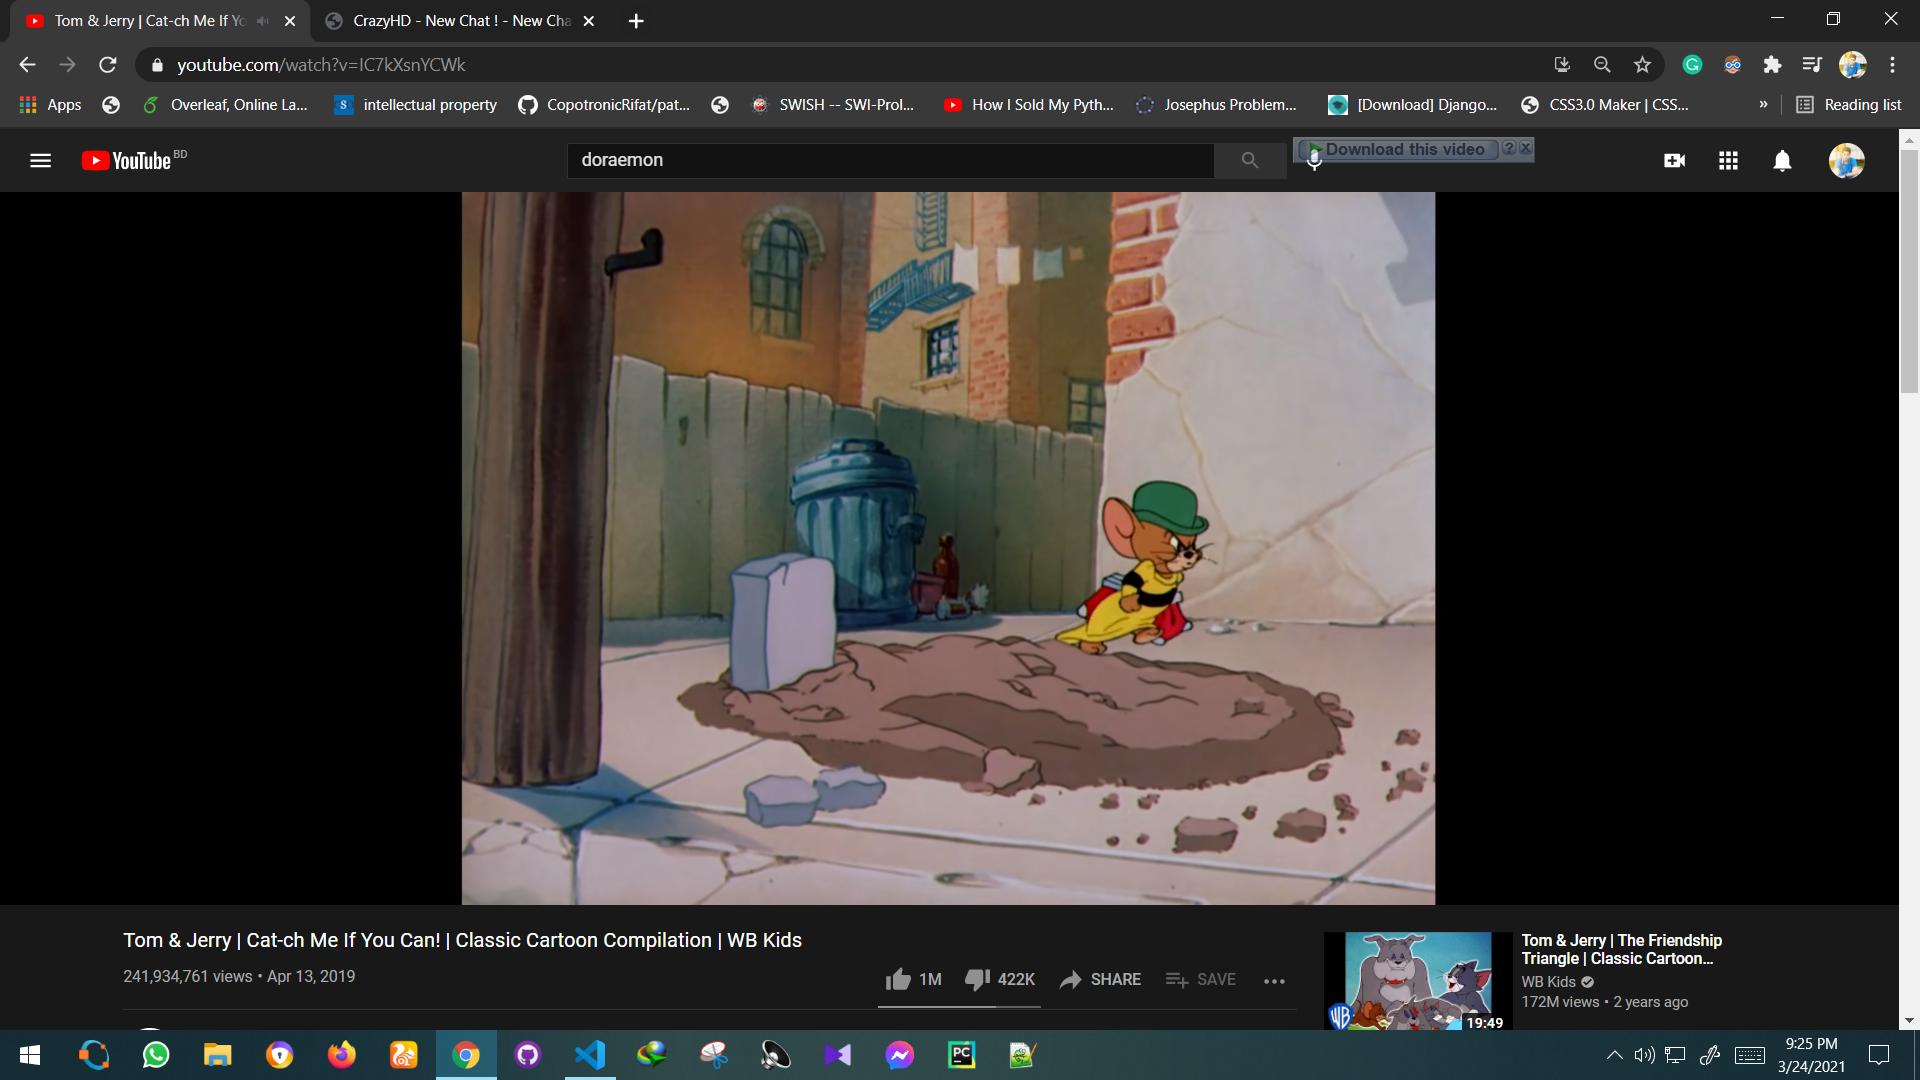 Tom & Jerry | Cat-ch Me If Yo
CrazyHD - New Chat ! - New Cha
youtube.com/watch?v=IC7kXsnYCWk
Apps
Overleaf, Online La...
intellectual property
CopotronicRifat/pat...
SWISH -- SWI-Prol...
How I Sold My Pyth...
Josephus Problem...
[Download] Django...
CSS3.0 Maker | CSS...
»
Reading list
YouTube BD
doraemon
Download this video ?
Tom & Jerry | Cat-ch Me If You Can! | Classic Cartoon Compilation | WB Kids
241,934,761 views • Apr 13, 2019
1M
422K
SHARE
SAVE
Tom & Jerry | The Friendship
Triangle | Classic Cartoon...
WB Kids
172M views • 2 years ago
WB
19:49
PC
9:25 PM
3/24/2021